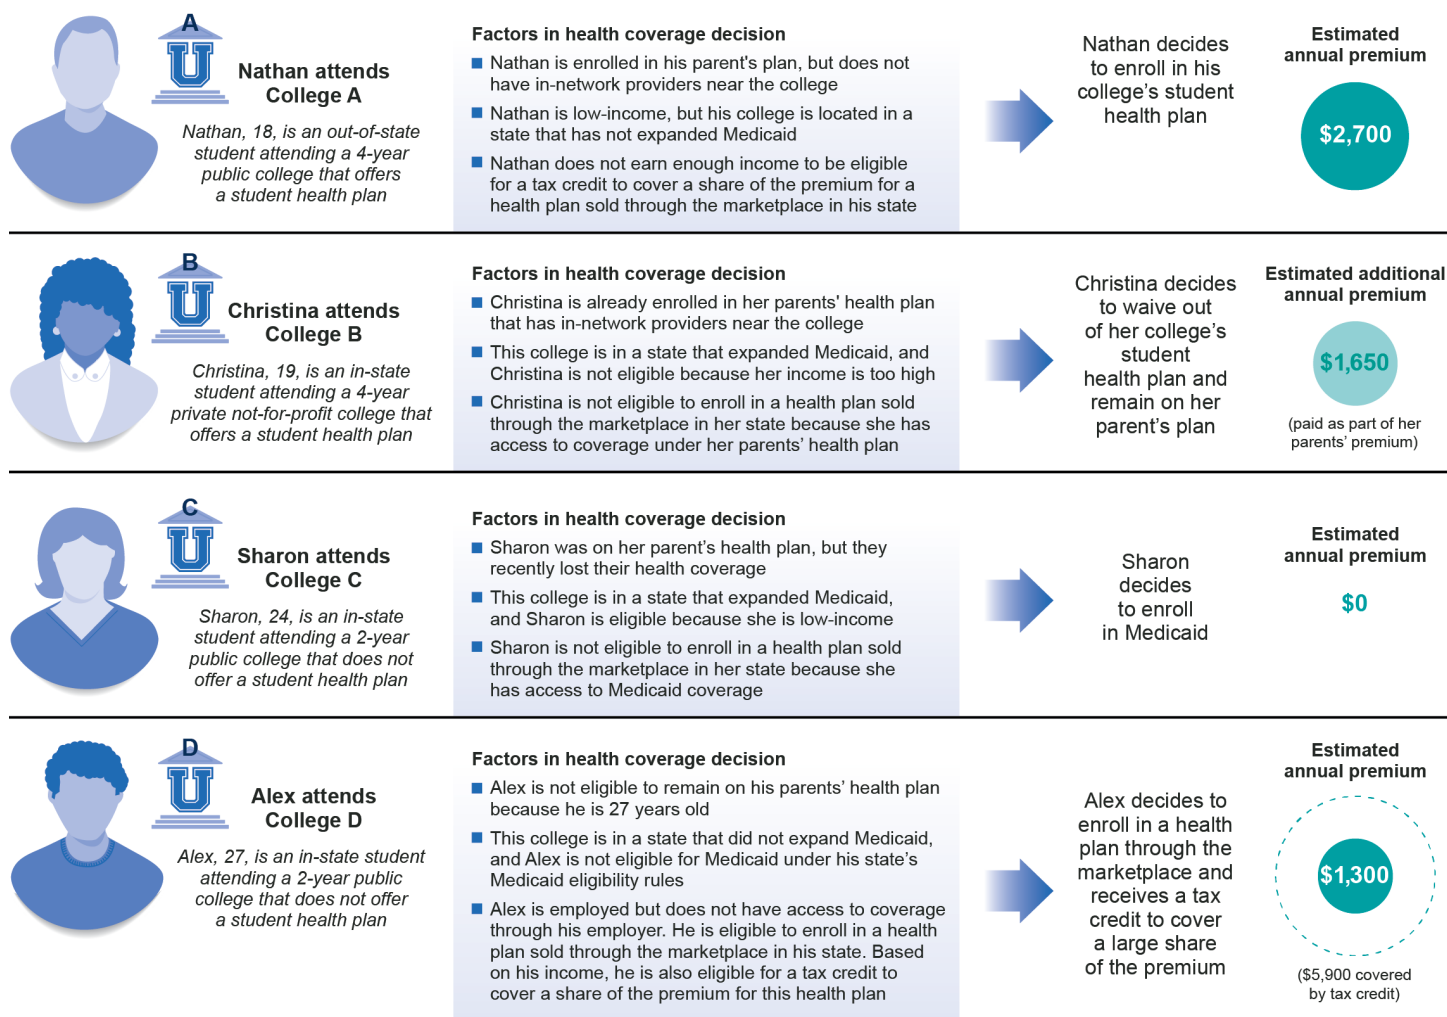 A
U
Nathan attends
College A
Nathan, 18, is an out-of-state
student attending a 4-year
public college that offers
a student health plan
Factors in health coverage decision
Nathan is enrolled in his parent's plan, but does not
have in-network providers near the college
Nathan is low-income, but his college is located in a
state that has not expanded Medicaid
Nathan does not earn enough income to be eligible
for a tax credit to cover a share of the premium for a
health plan sold through the marketplace in his state
Nathan decides
to enroll in his
college's student
health plan
Estimated
annual premium
$2,700
B
U
Christina attends
College B
Christina, 19, is an in-state
student attending a 4-year
private not-for-profit college that
offers a student health plan
Factors in health coverage decision
Christina is already enrolled in her parents' health plan
that has in-network providers near the college
This college is in a state that expanded Medicaid, and
Christina is not eligible because her income is too high
Christina is not eligible to enroll in a health plan sold
through the marketplace in her state because she has
access to coverage under her parents' health plan
Christina decides
to waive out
of her college's
student
health plan and
remain on her
parent's plan
Estimated additional
annual premium
$1,650
(paid as part of her
parents' premium)
C
U
Sharon attends
College C
Sharon, 24, is an in-state
student attending a 2-year
public college that does not
offer a student health plan
Factors in health coverage decision
Sharon was on her parent's health plan, but they
recently lost their health coverage
This college is in a state that expanded Medicaid,
and Sharon is eligible because she is low-income
Sharon is not eligible to enroll in a health plan sold
through the marketplace in her state because she
has access to Medicaid coverage
Sharon
decides
to enroll
in Medicaid
Estimated
annual premium
$0
D
U
Alex attends
College D
Alex, 27, is an in-state student
attending a 2-year public
college that does not offer
a student health plan
Factors in health coverage decision
Alex is not eligible to remain on his parents' health plan
because he is 27 years old
This college is in a state that did not expand Medicaid,
and Alex is not eligible for Medicaid under his state's
Medicaid eligibility rules
Alex is employed but does not have access to coverage
through his employer. He is eligible to enroll in a health
plan sold through the marketplace in his state. Based
on his income, he is also eligible for a tax credit to
cover a share of the premium for this health plan
Alex decides to
enroll in a health
plan through the
marketplace and
receives a tax
credit to cover
a large share
of the premium
Estimated
annual premium
$1,300
($5,900 covered
by tax credit)